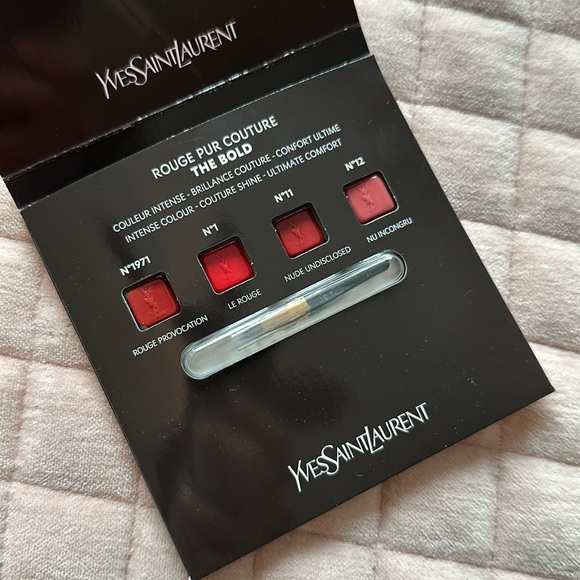 YVESSAINTLAURENT
ROUGE PUR COUTURE
THE BOLD
COULEUR INTENSE - BRILLANCE COUTURE - CONFORT ULTIME
INTENSE COLOUR - COUTURE SHINE - ULTIMATE COMFORT
N°1971
N°1
N°11
N°12
ROUGE PROVOCATION
LE ROUGE
NUDE UNDISCLOSED
NU INCONGRU
YVESSAINTLAURENT